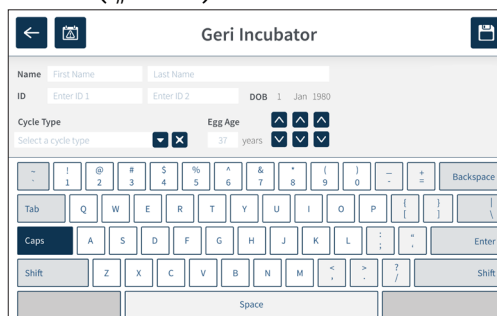 Geri Incubator
Name First Name Last Name
ID Enter ID 1 Enter ID 2 DOB 1 Jan 1980
Cycle Type Egg Age
Select a cycle type 37 years
~ ! @ # $ % ^ & * ( ) _ +
` 1 2 3 4 5 6 7 8 9 0 - = Backspace
Tab Q W E R T Y U I O P { [ } ] | \
Caps A S D F G H J K L : ; " ' Enter
Shift Z X C V B N M < , > . ? / Shift
Space